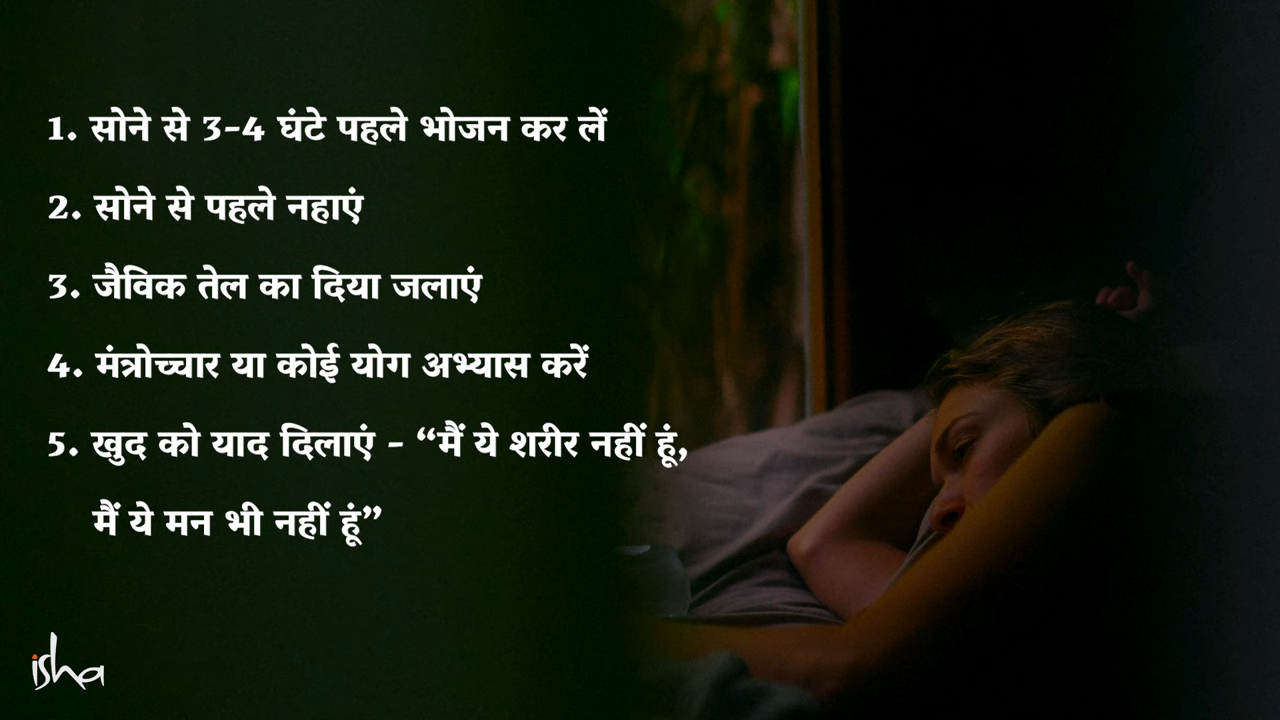 1. सोने से 3-4 घंटे पहले भोजन कर लें
2. सोने से पहले नहाएं
3. जैविक तेल का दिया जलाएं
4. मंत्रोच्चार या कोई योग अभ्यास करें
5. खुद को याद दिलाएं - “मैं ये शरीर नहीं हूं,
मैं ये मन भी नहीं हूं”
isha